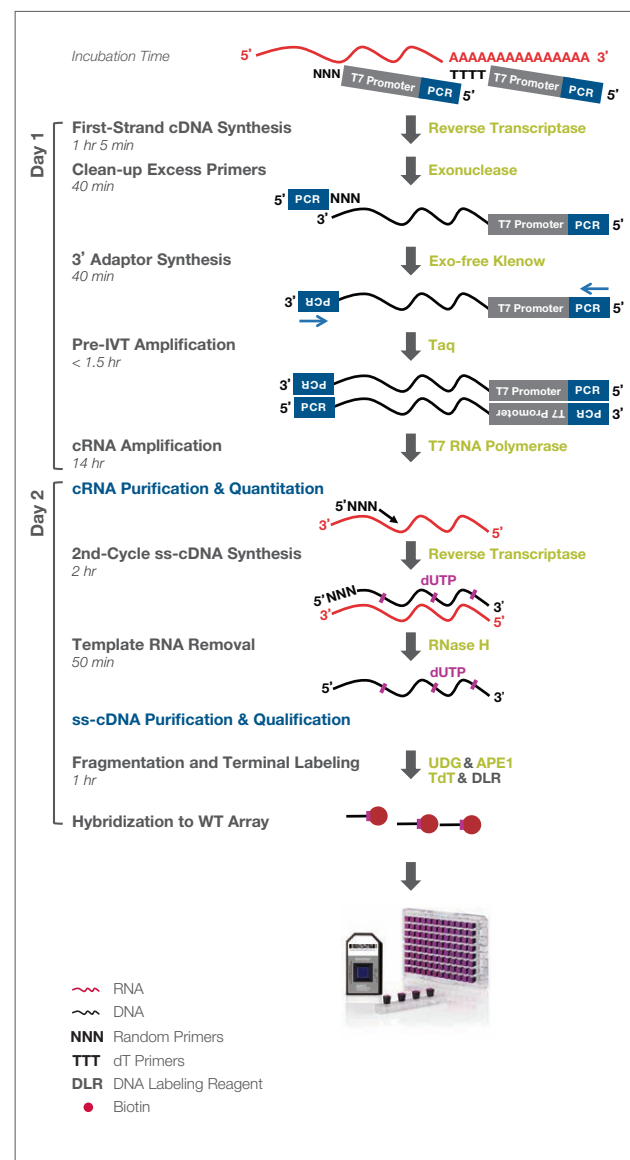 Incubation Time
5’
AAAAAAAAAAAAAAA 3’
NNN T7 Promoter PCR 5’
TTTT T7 Promoter PCR 5’
Day 1
First-Strand cDNA Synthesis
1 hr 5 min
Reverse Transcriptase
Clean-up Excess Primers
40 min
Exonuclease
5’ PCR NNN
3’
T7 Promoter PCR 5’
3’ Adaptor Synthesis
40 min
Exo-free Klenow
3’ PCR
T7 Promoter PCR 5’
Pre-IVT Amplification
< 1.5 hr
Taq
3’ PCR
T7 Promoter PCR 5’
5’ PCR
T7 Promoter PCR 3’
cRNA Amplification
14 hr
T7 RNA Polymerase
Day 2
cRNA Purification & Quantitation
5’NNN
3’
5’
2nd-Cycle ss-cDNA Synthesis
2 hr
Reverse Transcriptase
dUTP
5’NNN
3’
3’
5’
Template RNA Removal
50 min
RNase H
dUTP
5’
3’
ss-cDNA Purification & Qualification
Fragmentation and Terminal Labeling
1 hr
UDG & APE1
TdT & DLR
Hybridization to WT Array
RNA
DNA
NNN Random Primers
TTT dT Primers
DLR DNA Labeling Reagent
Biotin